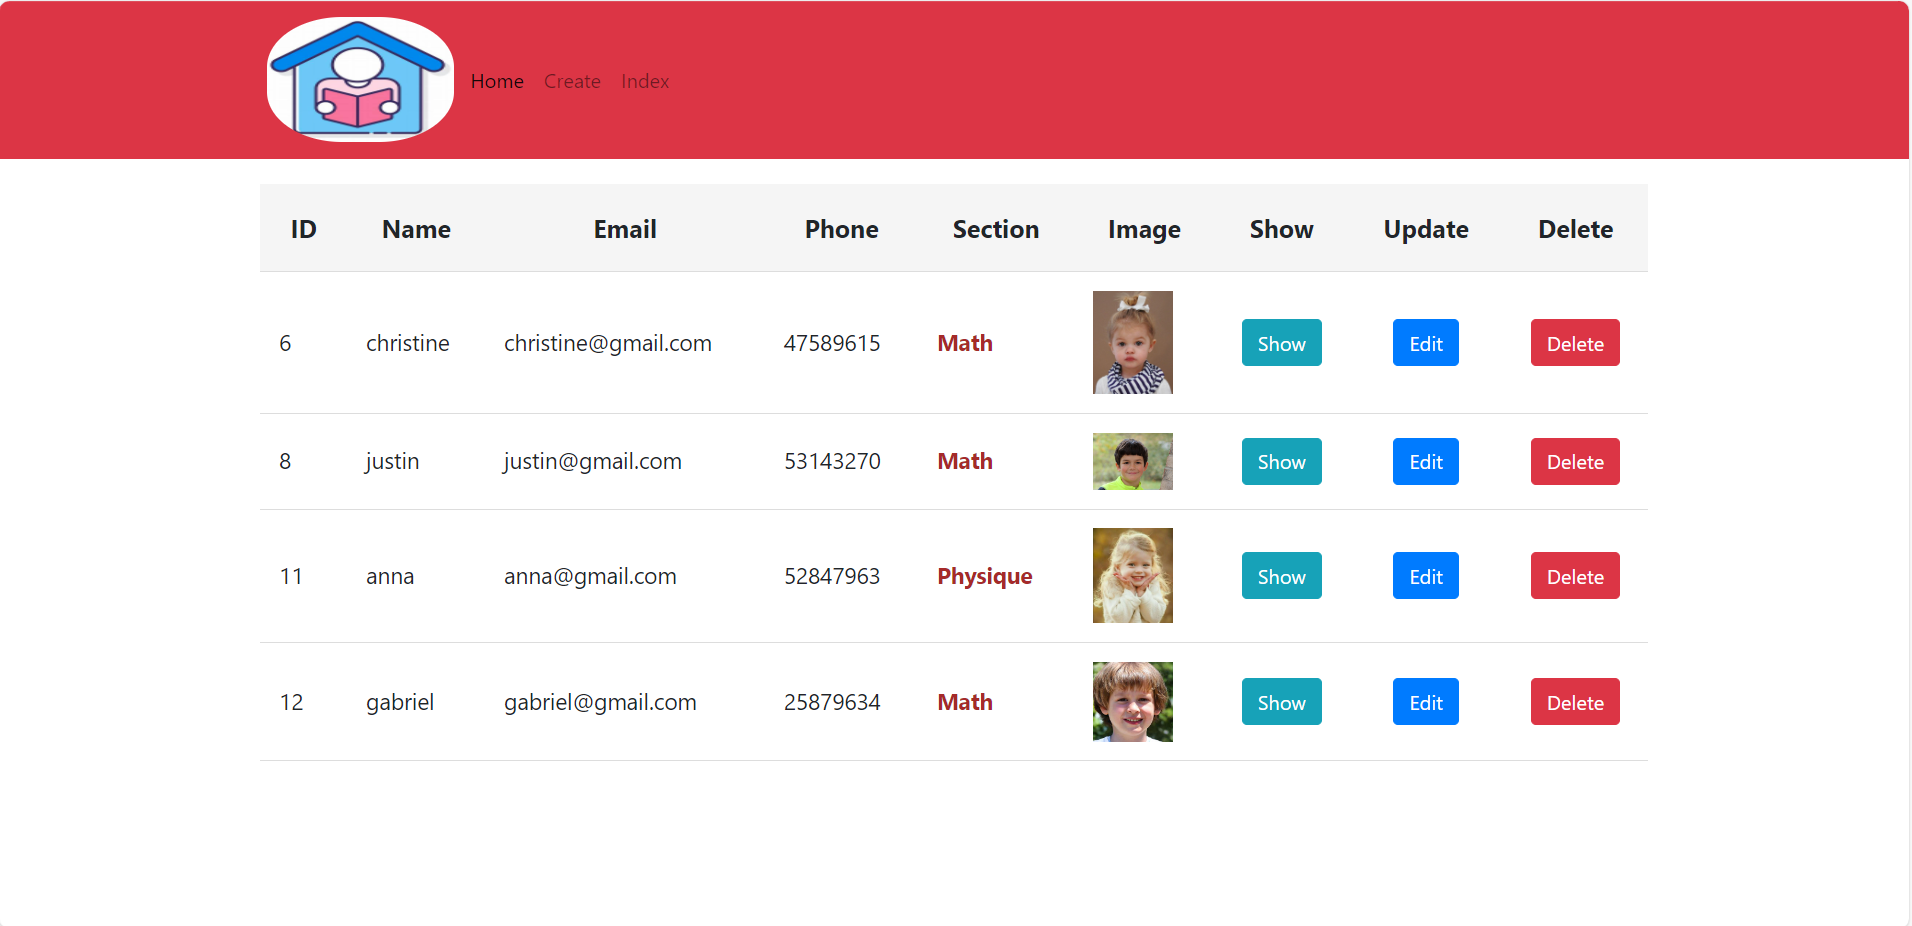 Home Create Index
ID Name Email Phone Section Image Show Update Delete
6 christine christine@gmail.com 47589615 Math Show Edit Delete
8 justin justin@gmail.com 53143270 Math Show Edit Delete
11 anna anna@gmail.com 52847963 Physique Show Edit Delete
12 gabriel gabriel@gmail.com 25879634 Math Show Edit Delete